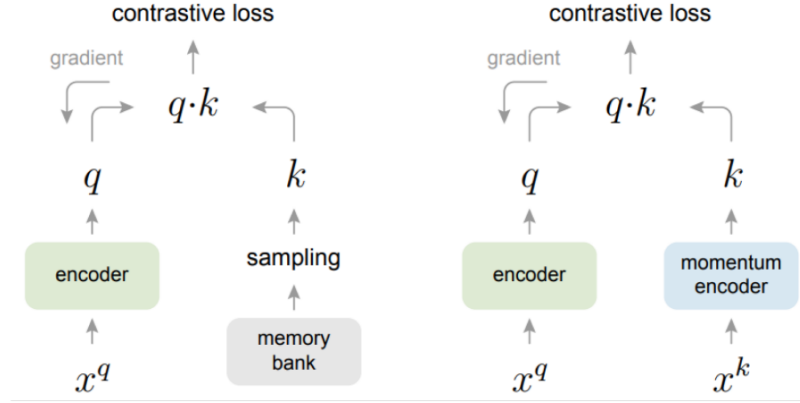 contrastive loss
gradient
q·k
q
k
encoder
sampling
memory
bank
x^q
contrastive loss
gradient
q·k
q
k
encoder
momentum
encoder
x^q
x^k